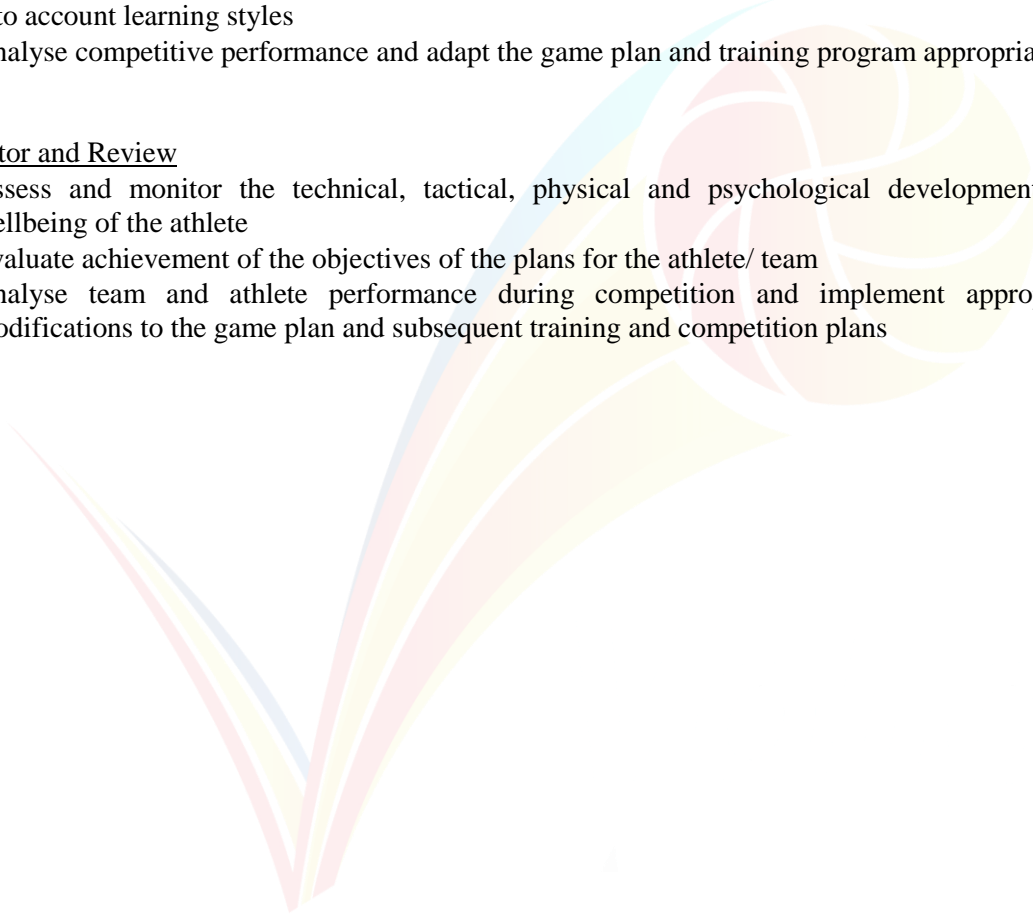 to account learning styles
nalyse competitive performance and adapt the game plan and training program appropria
tor and Review
ssess and monitor the technical, tactical, physical and psychological development
ellbeing of the athlete
valuate achievement of the objectives of the plans for the athlete/ team
nalyse team and athlete performance during competition and implement appro
odifications to the game plan and subsequent training and competition plans